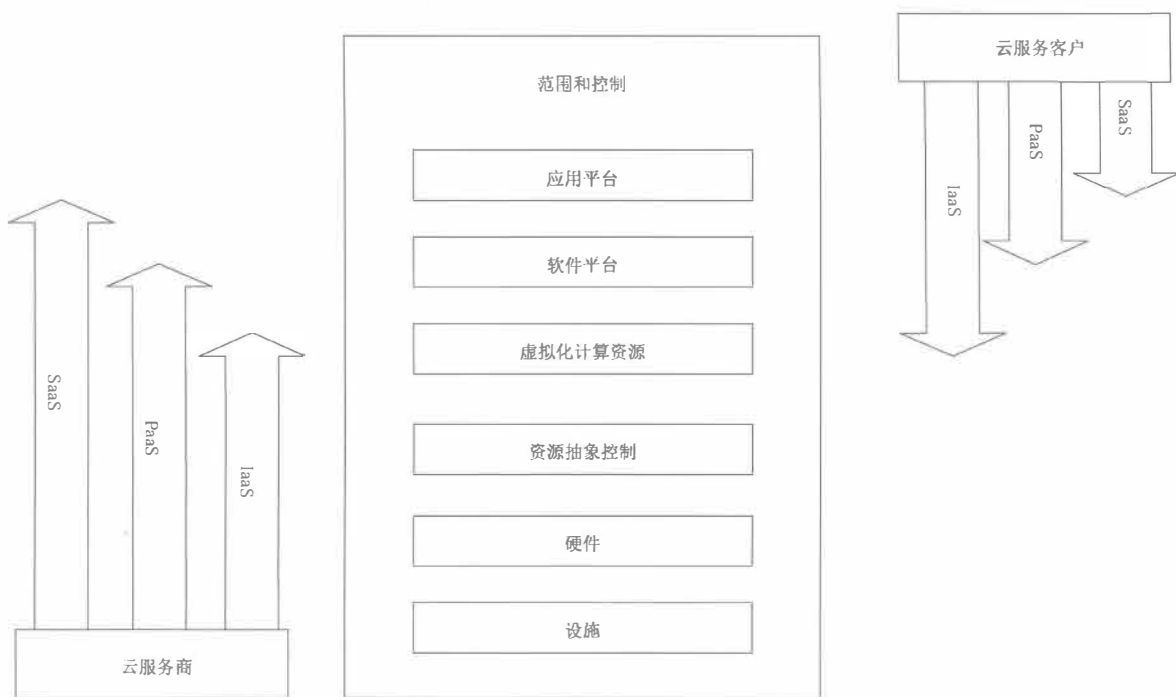 云服务客户
范围和控制
SaaS
PaaS
IaaS
应用平台
软件平台
虚拟化计算资源
资源抽象控制
硬件
设施
SaaS
PaaS
IaaS
云服务商